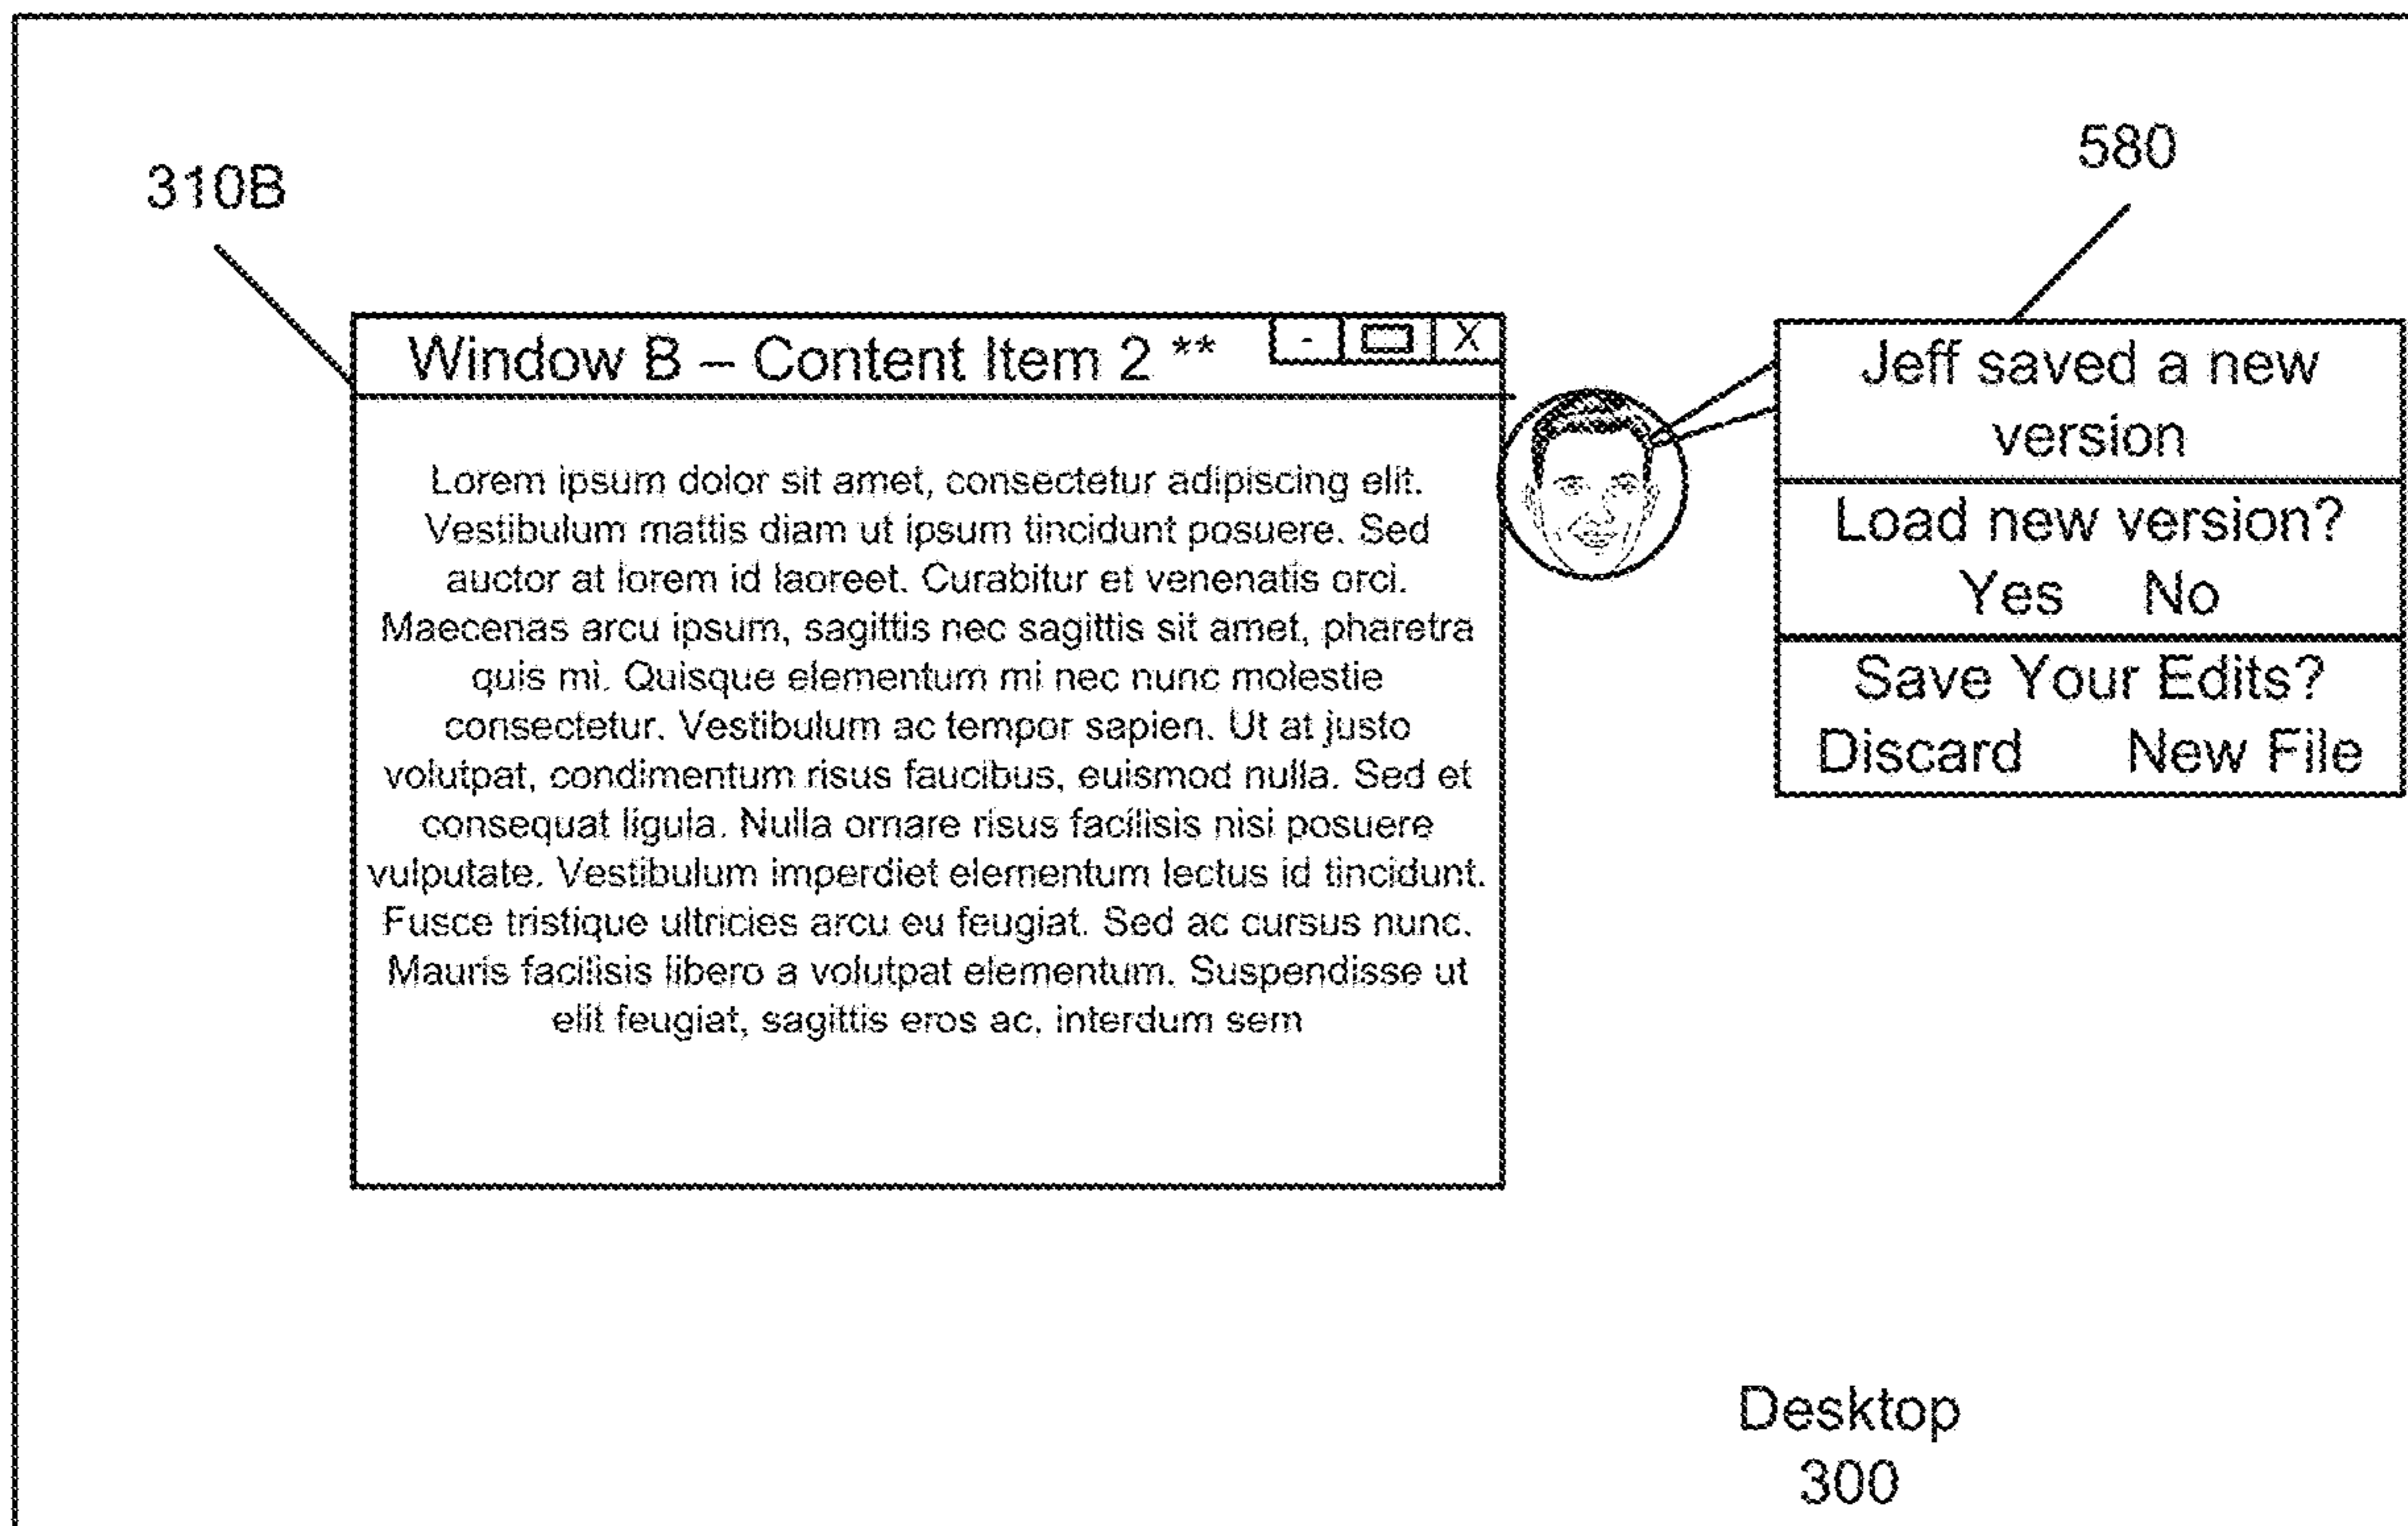 310B
580
Window B – Content Item 2 **
- X
Lorem ipsum dolor sit amet, consectetur adipiscing elit.
Vestibulum mattis diam ut ipsum tincidunt posuere. Sed
auctor at lorem id laoreet. Curabitur et venenatis orci.
Maecenas arcu ipsum, sagittis nec sagittis sit amet, pharetra
quis mi. Quisque elementum mi nec nunc molestie
consectetur. Vestibulum ac tempor sapien. Ut at justo
volutpat, condimentum risus faucibus, euismod nulla. Sed et
consequat ligula. Nulla ornare risus facilisis nisi posuere
vulputate. Vestibulum imperdiet elementum lectus id tincidunt.
Fusce tristique ultricies arcu eu feugiat. Sed ac cursus nunc.
Mauris facilisis libero a volutpat elementum. Suspendisse ut
elit feugiat, sagittis eros ac, interdum sem
Jeff saved a new
version
Load new version?
Yes No
Save Your Edits?
Discard New File
Desktop
300